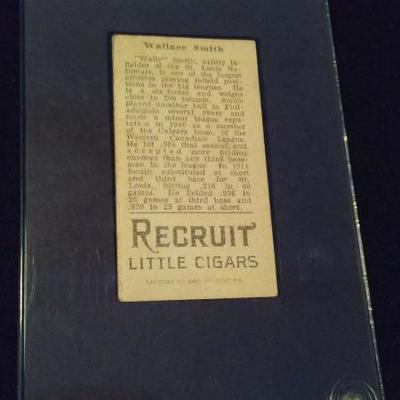 Wallace Smith
"Wally" Smith, utility in-
fielder of the St. Louis Na-
tionals, is one of the largest
athletes playing infield posi-
tions in the big league. He
is a six-footer and weighs
close to 200 pounds. Smith
played amateur ball in Phil-
adelphia several years and
made a minor league repu-
tation in 1910 as a member
of the Calgary team, of the
Western Canadian League.
He hit .384 that season and
accepted more fielding
chances than any third base-
man in the league. In 1911
Smith substituted at short
and third base for St.
Louis, hitting .216 in 60
games. He fielded .936 in
26 games at third base and
.920 in 25 games at short.
RECRUIT
LITTLE CIGARS
FACTORY